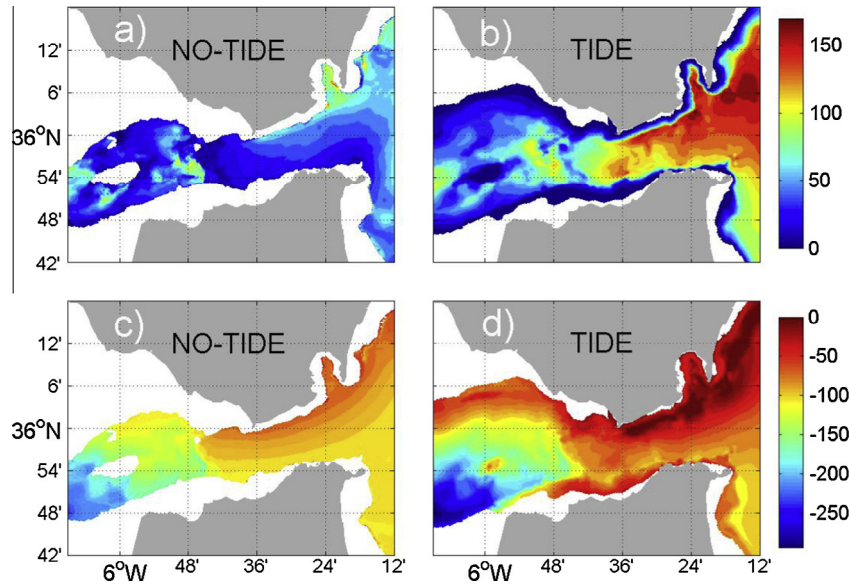 a) NO-TIDE
b) TIDE
12'
6'
36°N
54'
48'
42'
150
100
50
0
c) NO-TIDE
d) TIDE
12'
6'
36°N
54'
48'
42'
0
-50
-100
-150
-200
-250
6°W 48' 36' 24' 12'
6°W 48' 36' 24' 12'